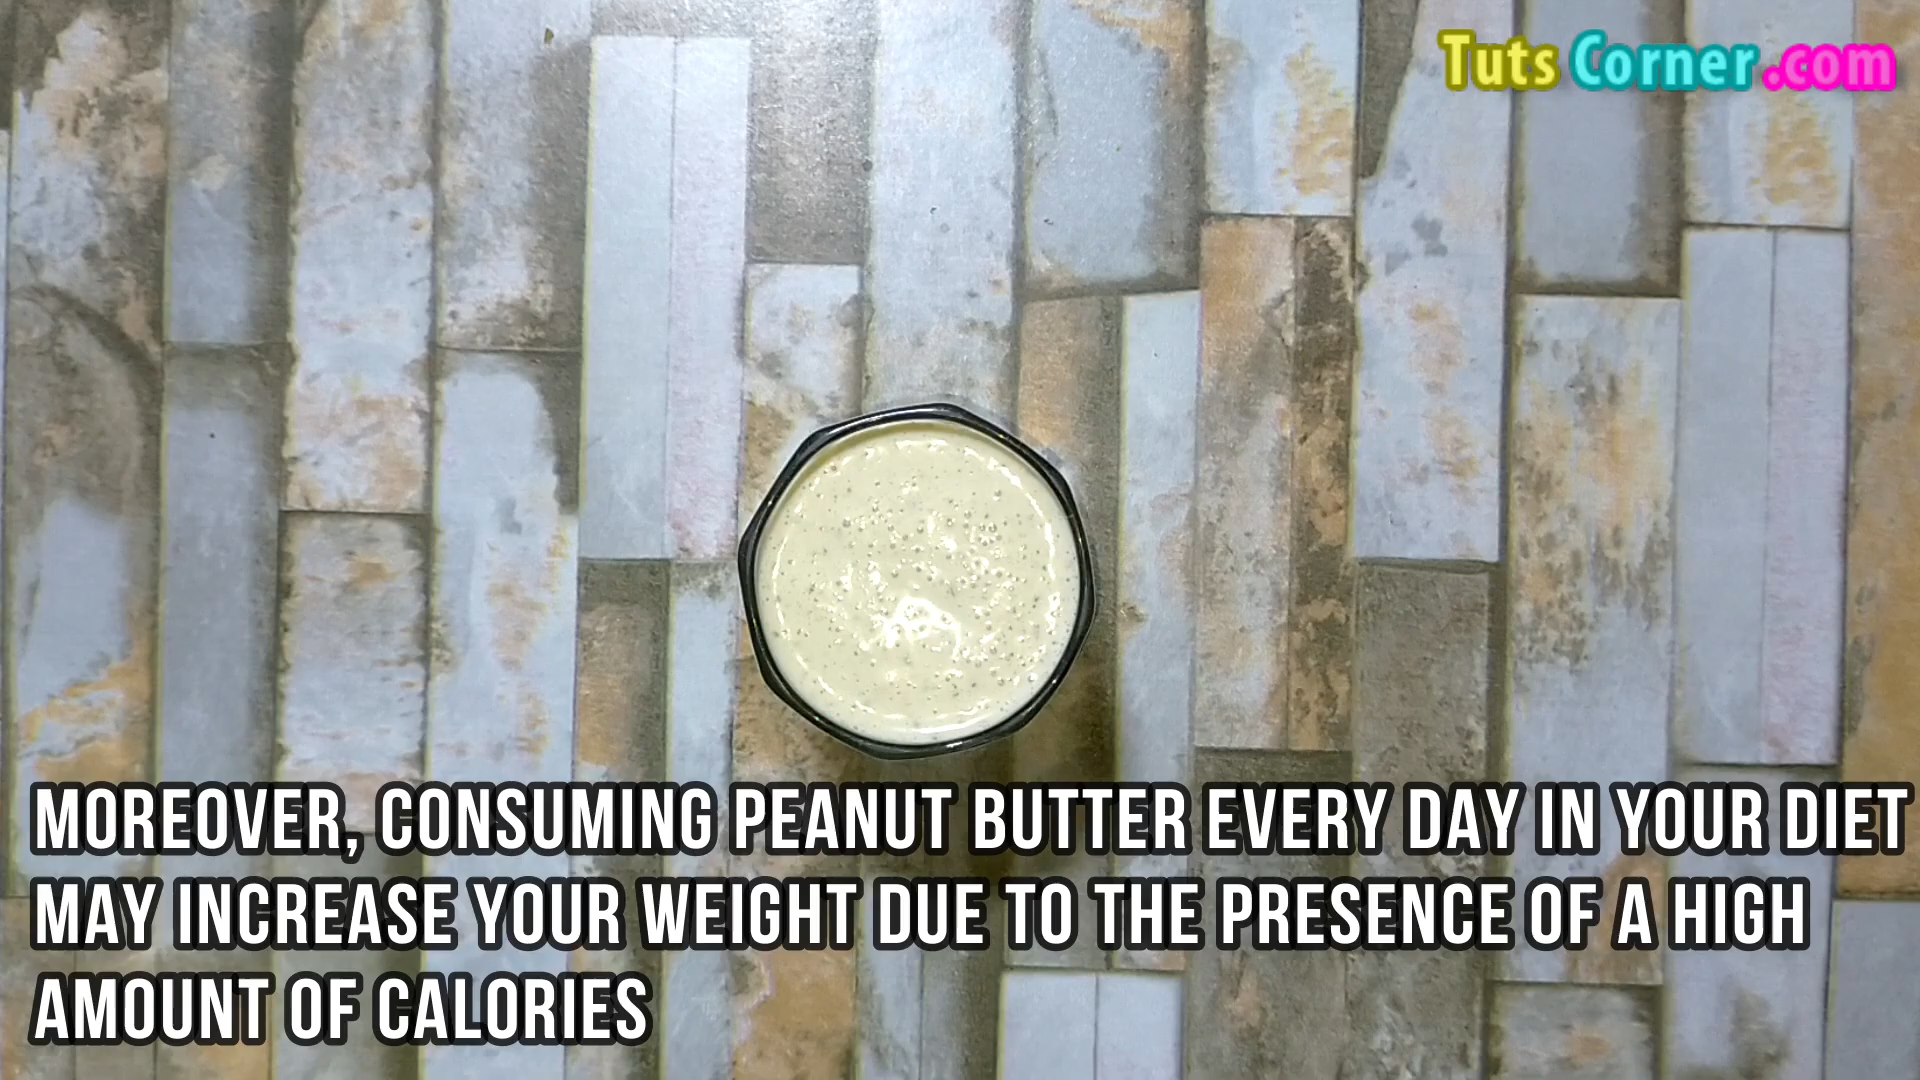 Tuts Corner.com
MOREOVER, CONSUMING PEANUT BUTTER EVERY DAY IN YOUR DIET
MAY INCREASE YOUR WEIGHT DUE TO THE PRESENCE OF A HIGH
AMOUNT OF CALORIES